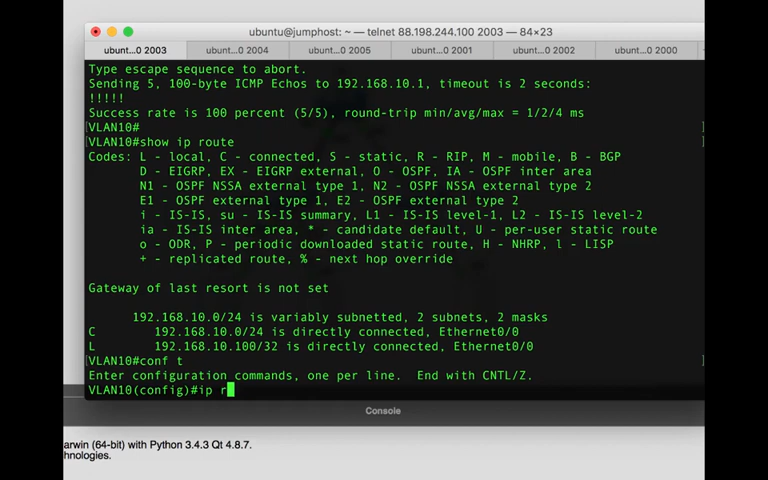 ubuntu@jumphost: ~ — telnet 88.198.244.100 2003 — 84×23
ubunt...0 2003 ubunt...0 2004 ubunt...0 2005 ubunt...0 2001 ubunt...0 2002 ubunt...0 2000
Type escape sequence to abort.
Sending 5, 100-byte ICMP Echos to 192.168.10.1, timeout is 2 seconds:
!!!!!
Success rate is 100 percent (5/5), round-trip min/avg/max = 1/2/4 ms
[VLAN10# ]
[VLAN10#show ip route ]
Codes: L - local, C - connected, S - static, R - RIP, M - mobile, B - BGP
D - EIGRP, EX - EIGRP external, O - OSPF, IA - OSPF inter area
N1 - OSPF NSSA external type 1, N2 - OSPF NSSA external type 2
E1 - OSPF external type 1, E2 - OSPF external type 2
i - IS-IS, su - IS-IS summary, L1 - IS-IS level-1, L2 - IS-IS level-2
ia - IS-IS inter area, * - candidate default, U - per-user static route
o - ODR, P - periodic downloaded static route, H - NHRP, l - LISP
+ - replicated route, % - next hop override
Gateway of last resort is not set
192.168.10.0/24 is variably subnetted, 2 subnets, 2 masks
C 192.168.10.0/24 is directly connected, Ethernet0/0
L 192.168.10.100/32 is directly connected, Ethernet0/0
[VLAN10#conf t ]
Enter configuration commands, one per line. End with CNTL/Z.
VLAN10(config)#ip r
Console
arwin (64-bit) with Python 3.4.3 Qt 4.8.7.
hnologies.